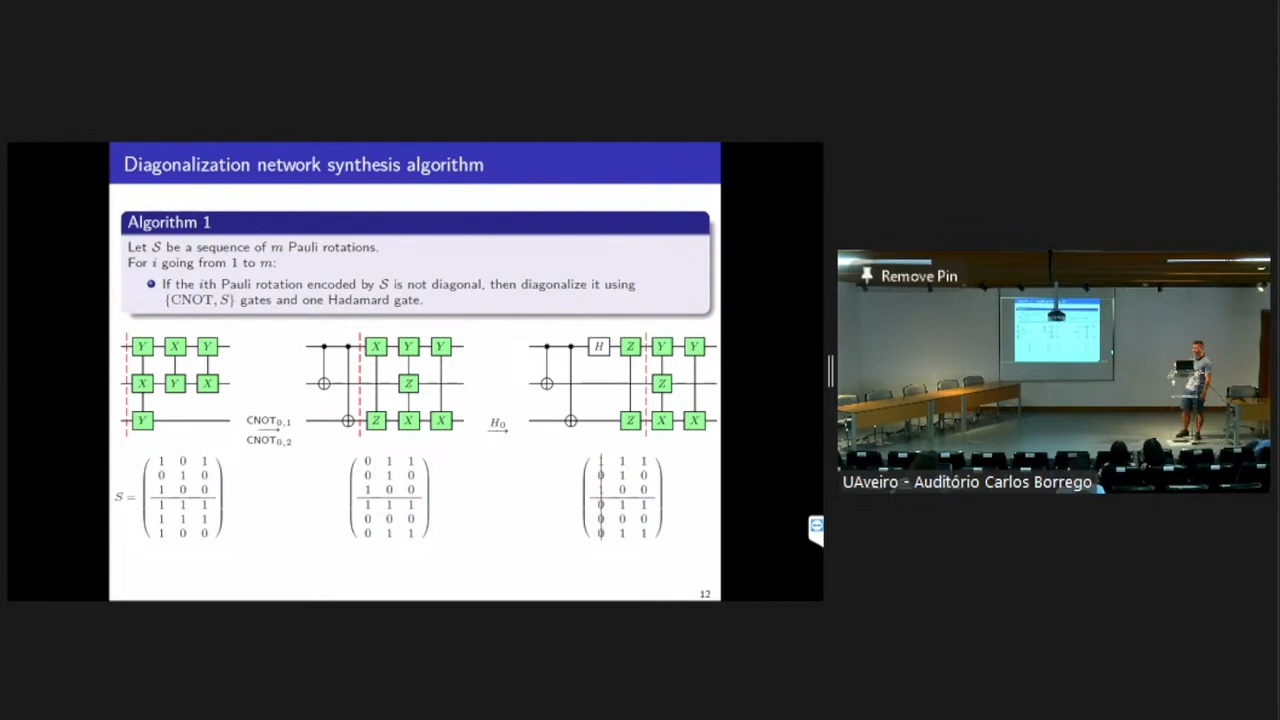 Diagonalization network synthesis algorithm
Algorithm 1
Let S be a sequence of m Pauli rotations.
For i going from 1 to m:
If the ith Pauli rotation encoded by S is not diagonal, then diagonalize it using
{CNOT, S} gates and one Hadamard gate.
Y X Y X Y Y H Z Y Y
X Y X Z Z
Y Z X X Z X X
CNOT0,1
CNOT0,2
H0
S =
1 0 1 0 1 1 1 1 1
0 1 0 0 1 0 0 1 0
1 0 0 1 0 0 1 0 0
1 1 1 1 1 1 0 1 1
1 1 1 0 0 0 0 0 0
1 0 0 0 1 1 0 1 1
12
Remove Pin
UAveiro - Auditório Carlos Borrego